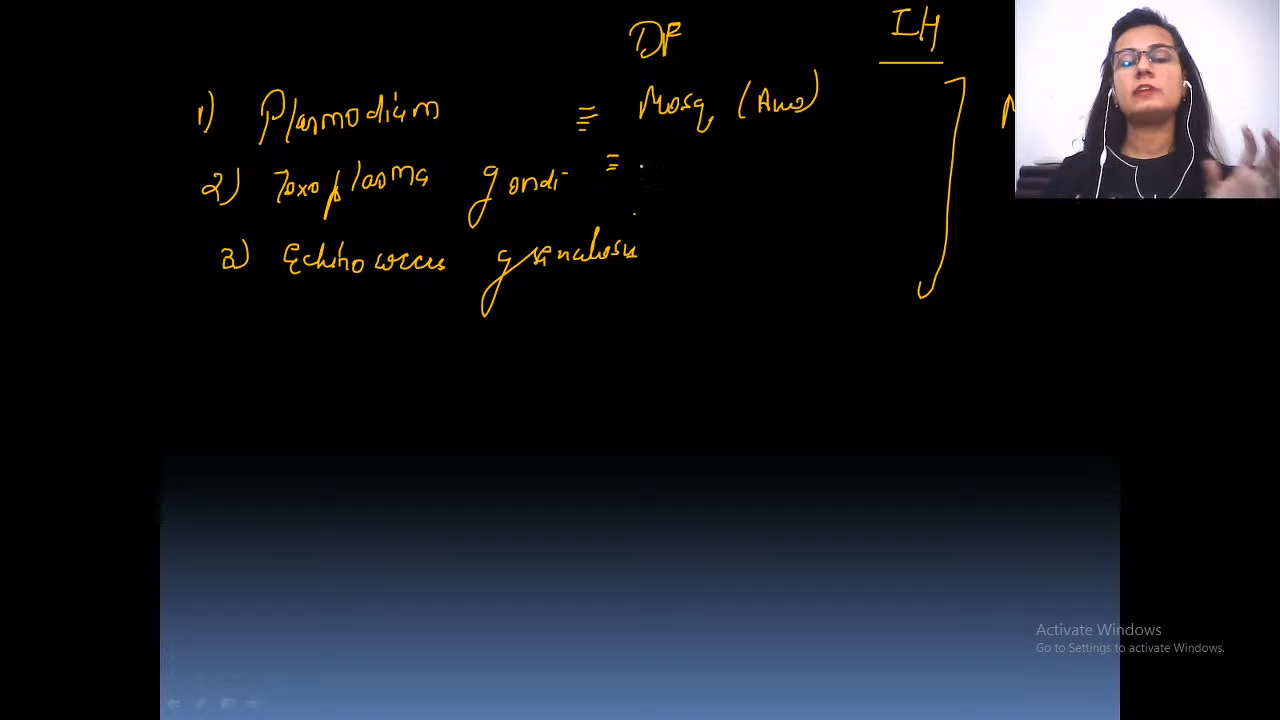 DF IH
1) Plasmodium ≡ Mosq (Ano)
2) Toxoplasma gondi ≡
3) Echinococcus granulosus
Activate Windows
Go to Settings to activate Windows.